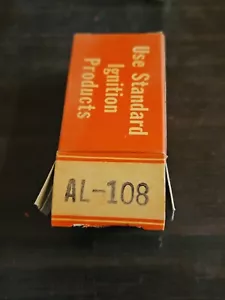 Use Standard
Ignition
Products
AL-108